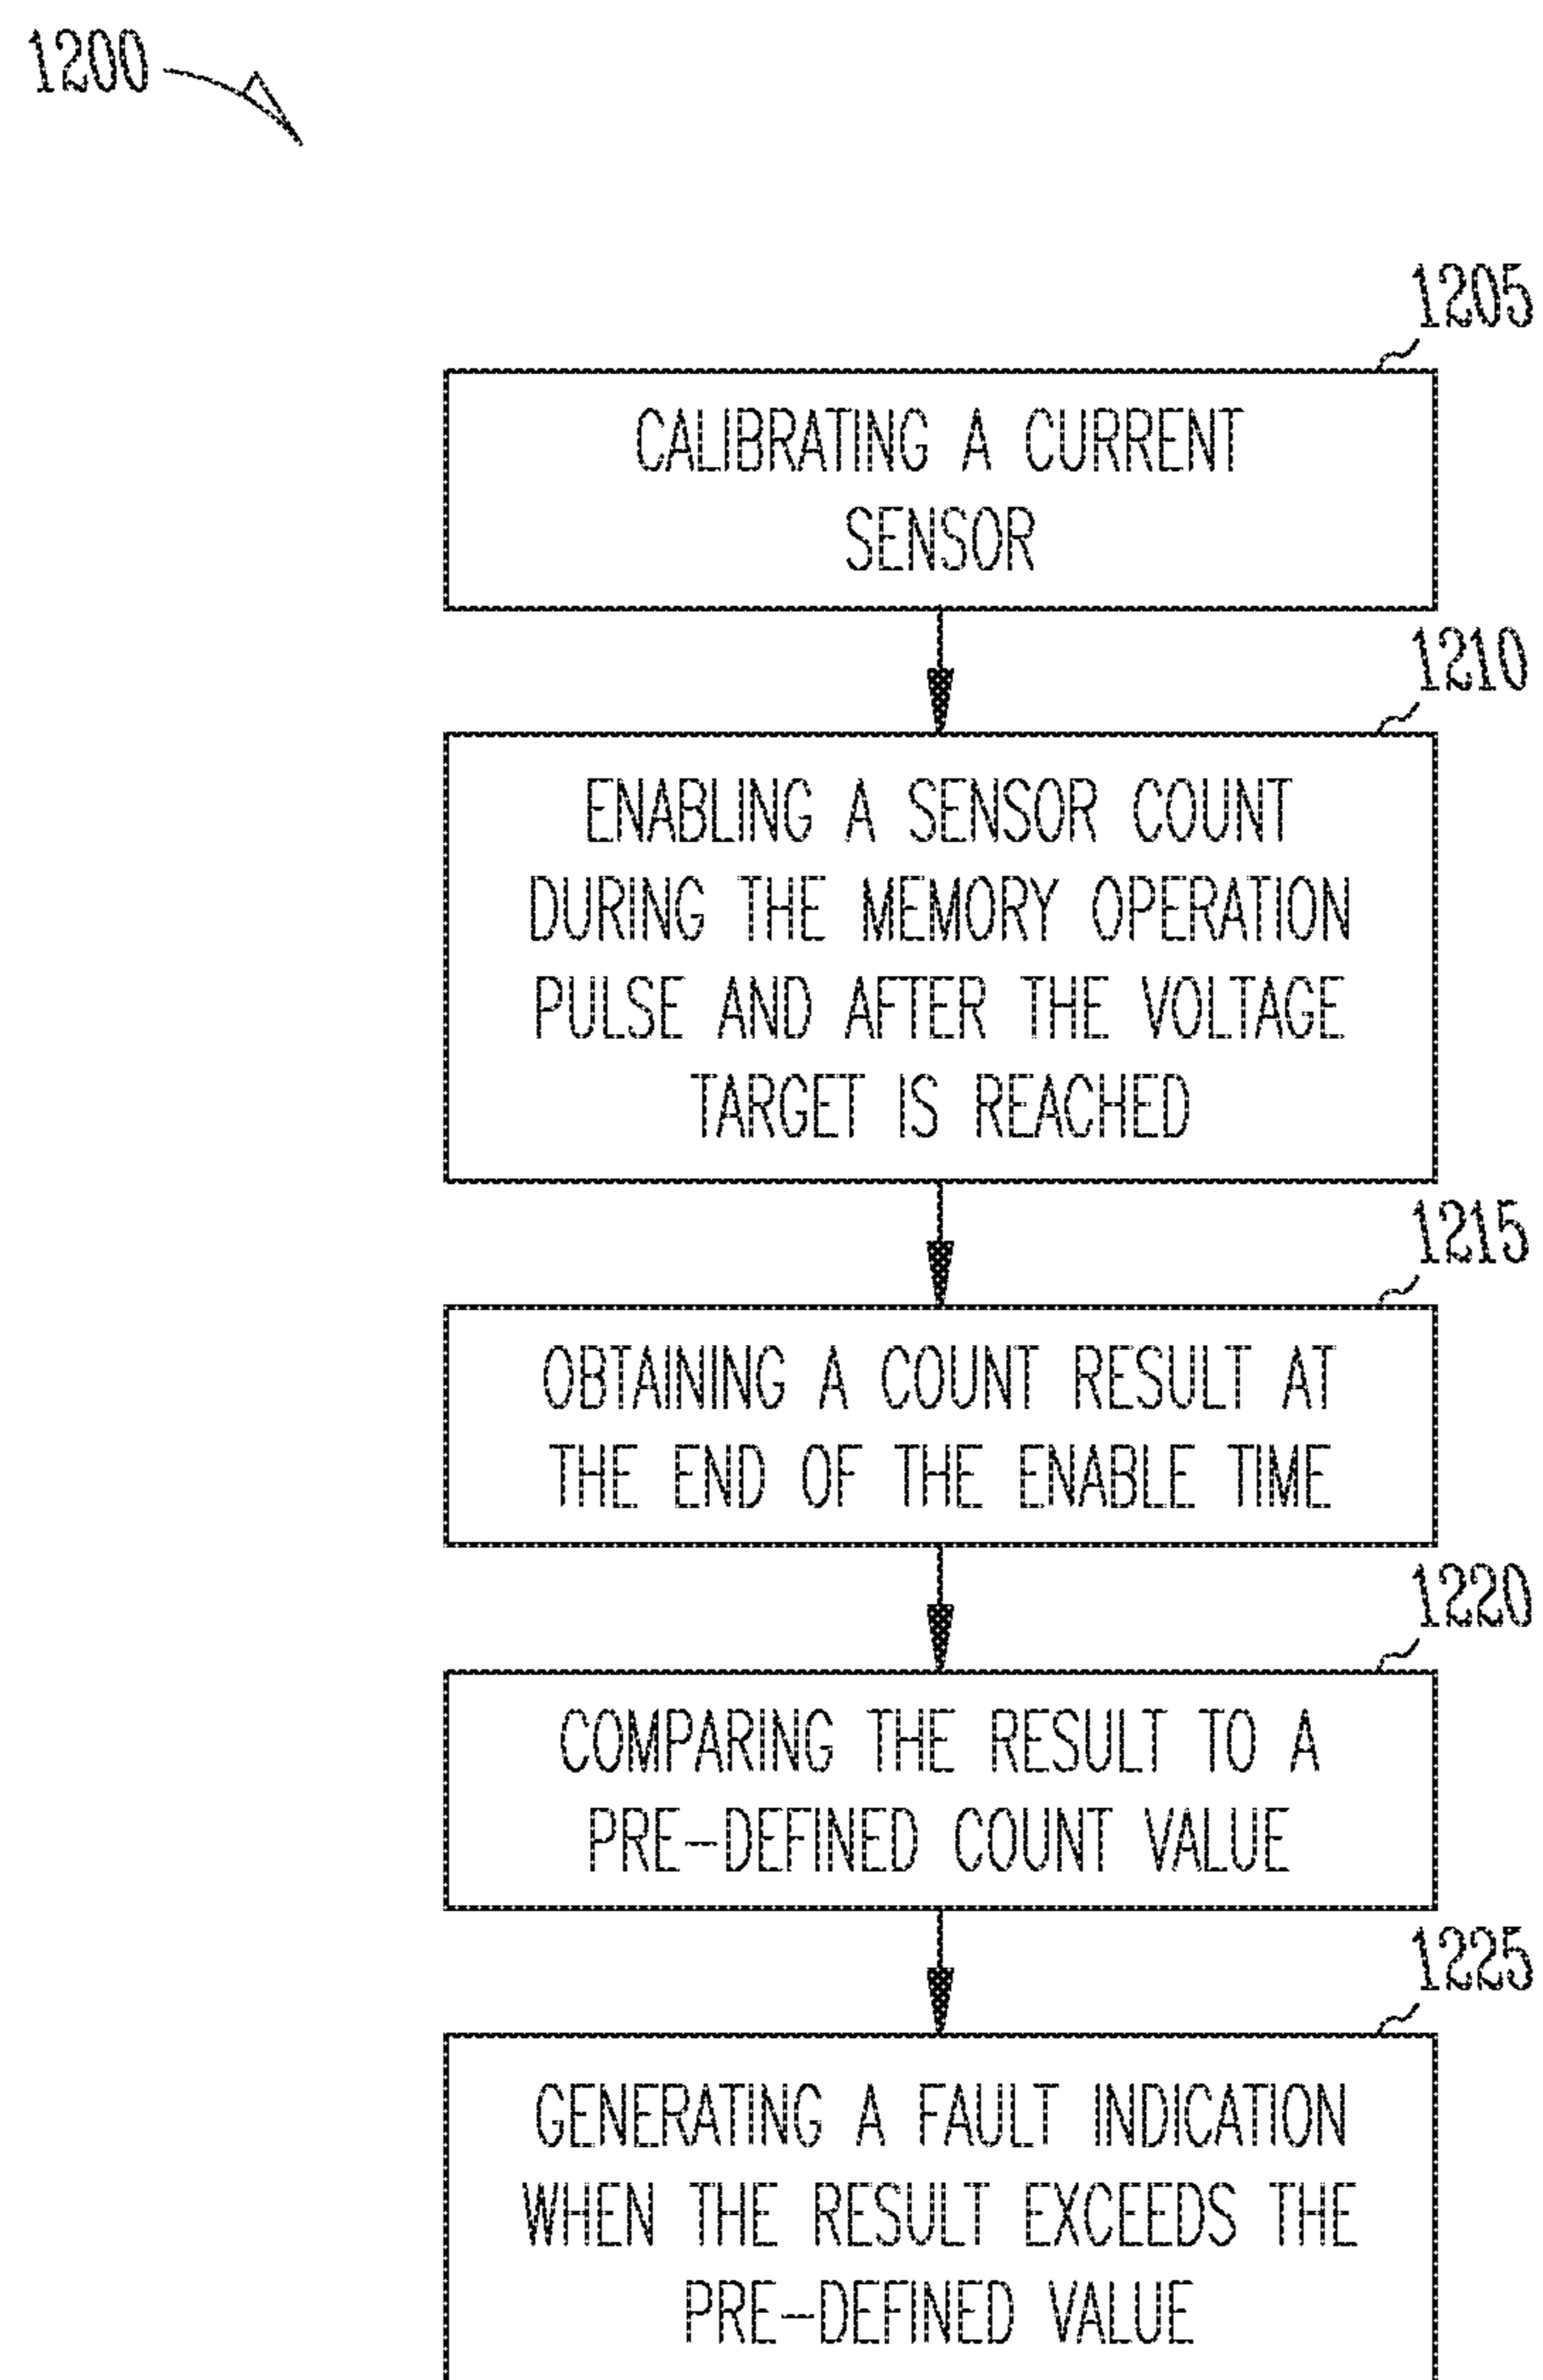 1200
1205
CALIBRATING A CURRENT
SENSOR
1210
ENABLING A SENSOR COUNT
DURING THE MEMORY OPERATION
PULSE AND AFTER THE VOLTAGE
TARGET IS REACHED
1215
OBTAINING A COUNT RESULT AT
THE END OF THE ENABLE TIME
1220
COMPARING THE RESULT TO A
PRE-DEFINED COUNT VALUE
1225
GENERATING A FAULT INDICATION
WHEN THE RESULT EXCEEDS THE
PRE-DEFINED VALUE